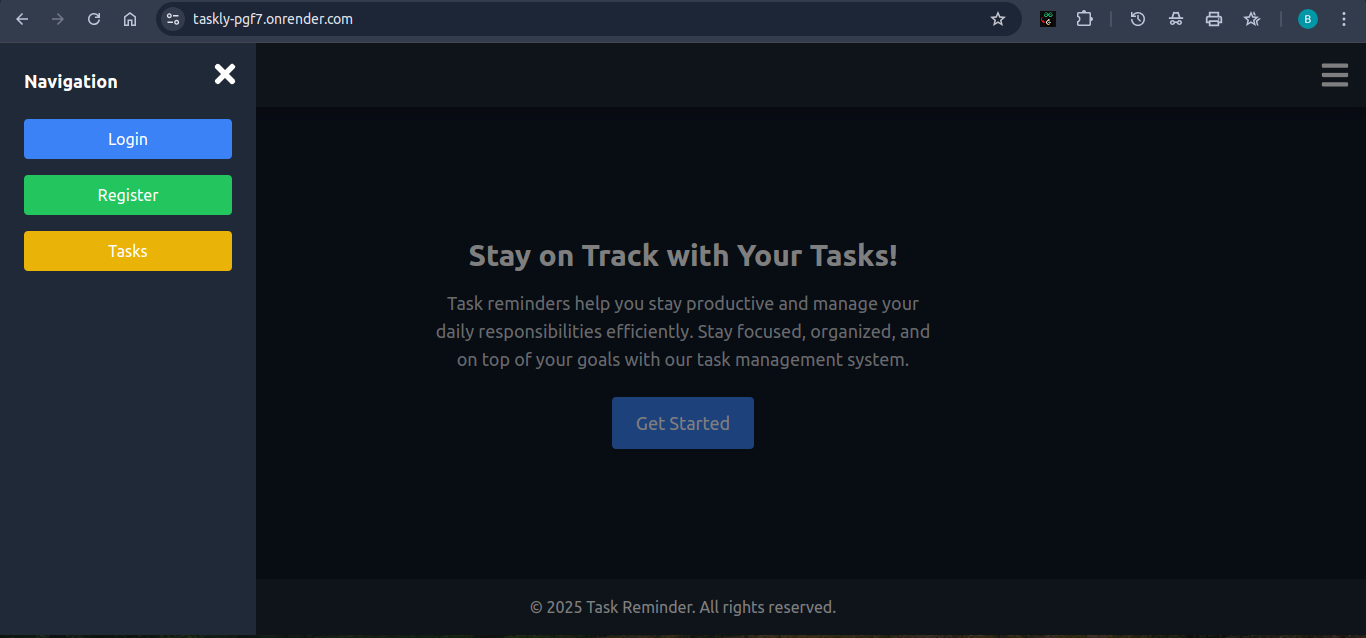 taskly-pgf7.onrender.com
B
Navigation
Login
Register
Tasks
Stay on Track with Your Tasks!
Task reminders help you stay productive and manage your
daily responsibilities efficiently. Stay focused, organized, and
on top of your goals with our task management system.
Get Started
© 2025 Task Reminder. All rights reserved.